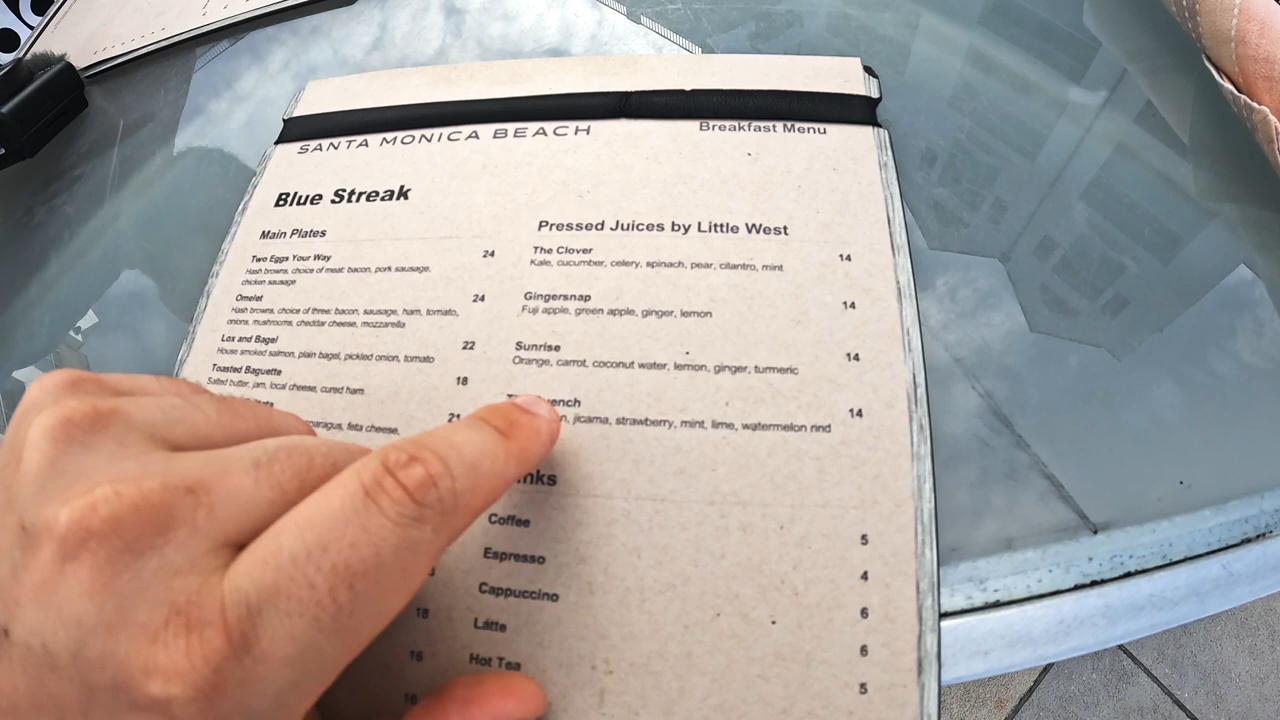 SANTA MONICA BEACH
Breakfast Menu
Blue Streak
Main Plates
Two Eggs Your Way 24
Hash browns, choice of meat: bacon, pork sausage,
chicken sausage
Omelet 24
Hash browns, choice of three: bacon, sausage, ham, tomato,
onions, mushrooms, cheddar cheese, mozzarella
Lox and Bagel 22
House smoked salmon, plain bagel, pickled onion, tomato
Toasted Baguette 18
Salted butter, jam, local cheese, cured ham
feta cheese,
18
16
Pressed Juices by Little West
The Clover 14
Kale, cucumber, celery, spinach, pear, cilantro, mint
Gingersnap 14
Fuji apple, green apple, ginger, lemon
Sunrise 14
Orange, carrot, coconut water, lemon, ginger, turmeric
14
jicama, strawberry, mint, lime, watermelon rind
Coffee 5
Espresso 4
Cappuccino 6
Látte 6
Hot Tea 5